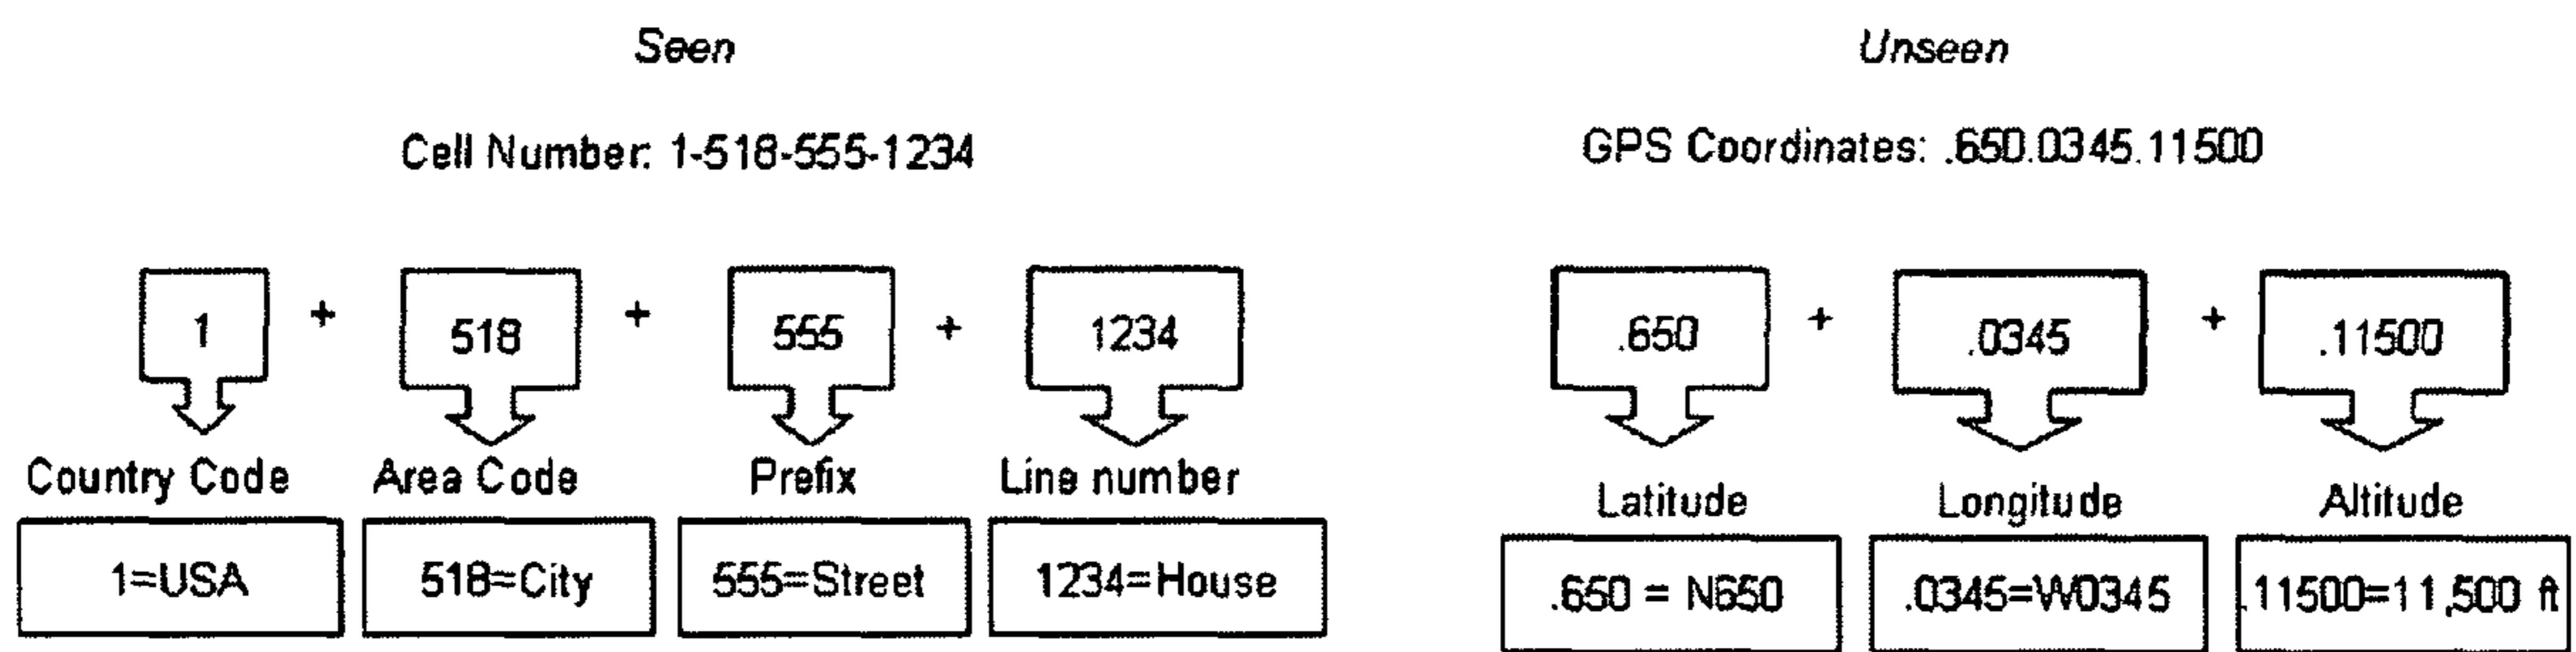 Seen
Cell Number: 1-518-555-1234
1 + 518 + 555 + 1234
Country Code Area Code Prefix Line number
1=USA 518=City 555=Street 1234=House
Unseen
GPS Coordinates: .650.0345.11500
.650 + .0345 + .11500
Latitude Longitude Altitude
.650 = N650 .0345=W0345 .11500=11,500 ft